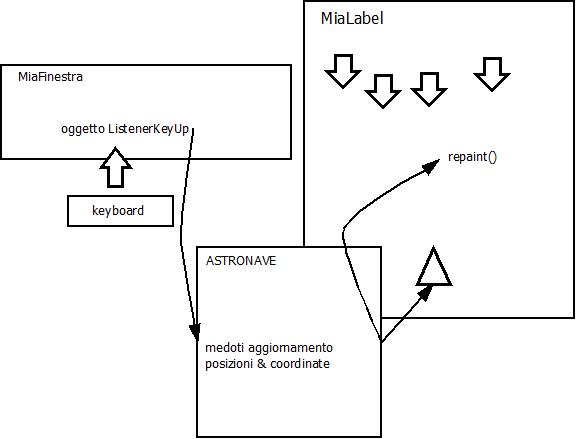 MiaLabel
MiaFinestra
oggetto ListenerKeyUp
repaint()
keyboard
ASTRONAVE
medoti aggiornamento
posizioni & coordinate